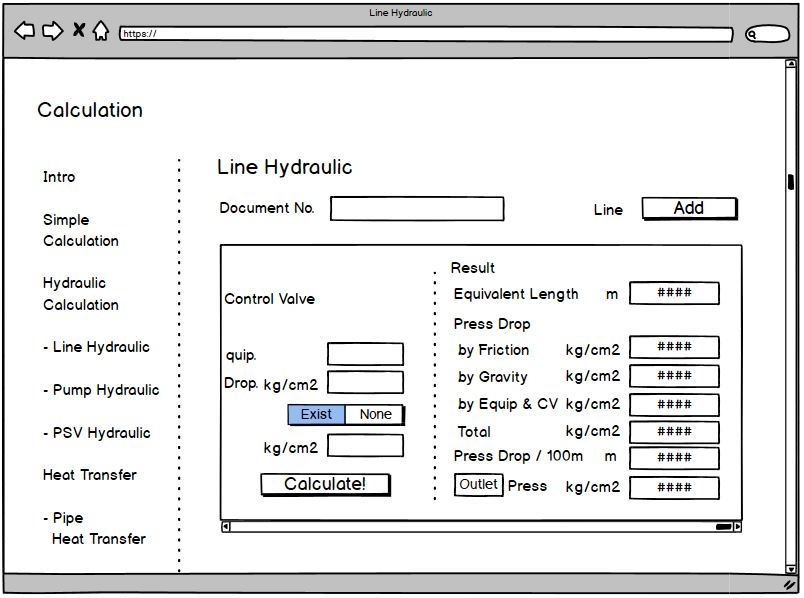 Line Hydraulic
https://
Calculation
Intro
Simple
Calculation
Hydraulic
Calculation
- Line Hydraulic
- Pump Hydraulic
- PSV Hydraulic
Heat Transfer
- Pipe
Heat Transfer
Line Hydraulic
Document No.
Line Add
Control Valve
quip.
Drop. kg/cm2
Exist None
kg/cm2
Calculate!
Result
Equivalent Length m ####
Press Drop
by Friction kg/cm2 ####
by Gravity kg/cm2 ####
by Equip & CV kg/cm2 ####
Total kg/cm2 ####
Press Drop / 100m m ####
Outlet Press kg/cm2 ####